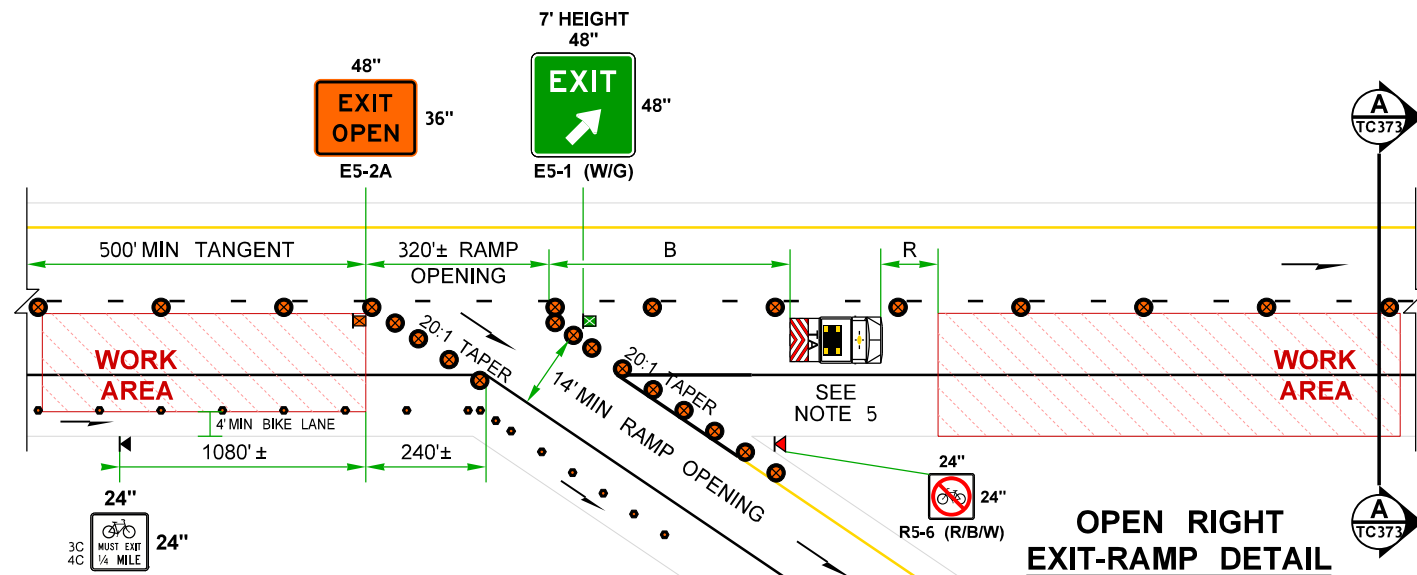 7' HEIGHT
48"
48"
EXIT
OPEN
36"
E5-2A
EXIT
48"
E5-1 (W/G)
A
TC373
500' MIN TANGENT
320'± RAMP
OPENING
B
R
20:1 TAPER
WORK
AREA
TA
20:1 TAPER
14' MIN RAMP OPENING
SEE
NOTE 5
WORK
AREA
4' MIN BIKE LANE
1080' ±
240'±
24"
24"
3C
4C
MUST EXIT
¼ MILE
24"
24"
R5-6 (R/B/W)
OPEN RIGHT
EXIT-RAMP DETAIL
A
TC373